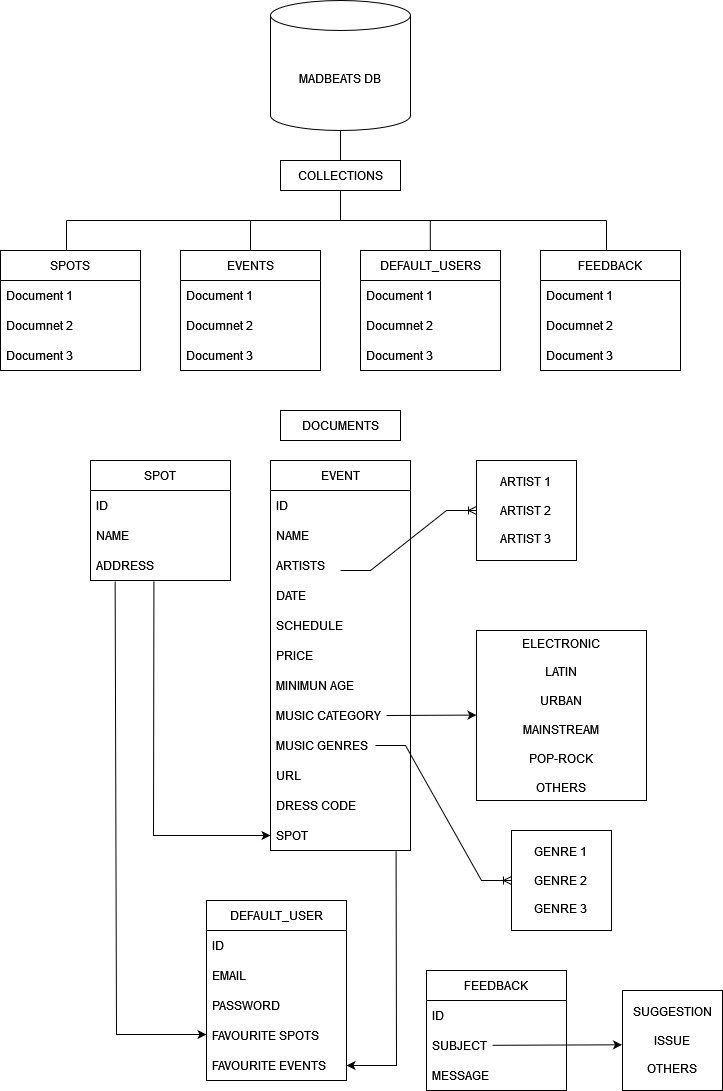 MADBEATS DB
COLLECTIONS
SPOTS
Document 1
Documnet 2
Document 3
EVENTS
Document 1
Documnet 2
Document 3
DEFAULT_USERS
Document 1
Documnet 2
Document 3
FEEDBACK
Document 1
Documnet 2
Document 3
DOCUMENTS
SPOT
ID
NAME
ADDRESS
EVENT
ID
NAME
ARTISTS
DATE
SCHEDULE
PRICE
MINIMUN AGE
MUSIC CATEGORY
MUSIC GENRES
URL
DRESS CODE
SPOT
ARTIST 1
ARTIST 2
ARTIST 3
ELECTRONIC
LATIN
URBAN
MAINSTREAM
POP-ROCK
OTHERS
GENRE 1
GENRE 2
GENRE 3
DEFAULT_USER
ID
EMAIL
PASSWORD
FAVOURITE SPOTS
FAVOURITE EVENTS
FEEDBACK
ID
SUBJECT
MESSAGE
SUGGESTION
ISSUE
OTHERS